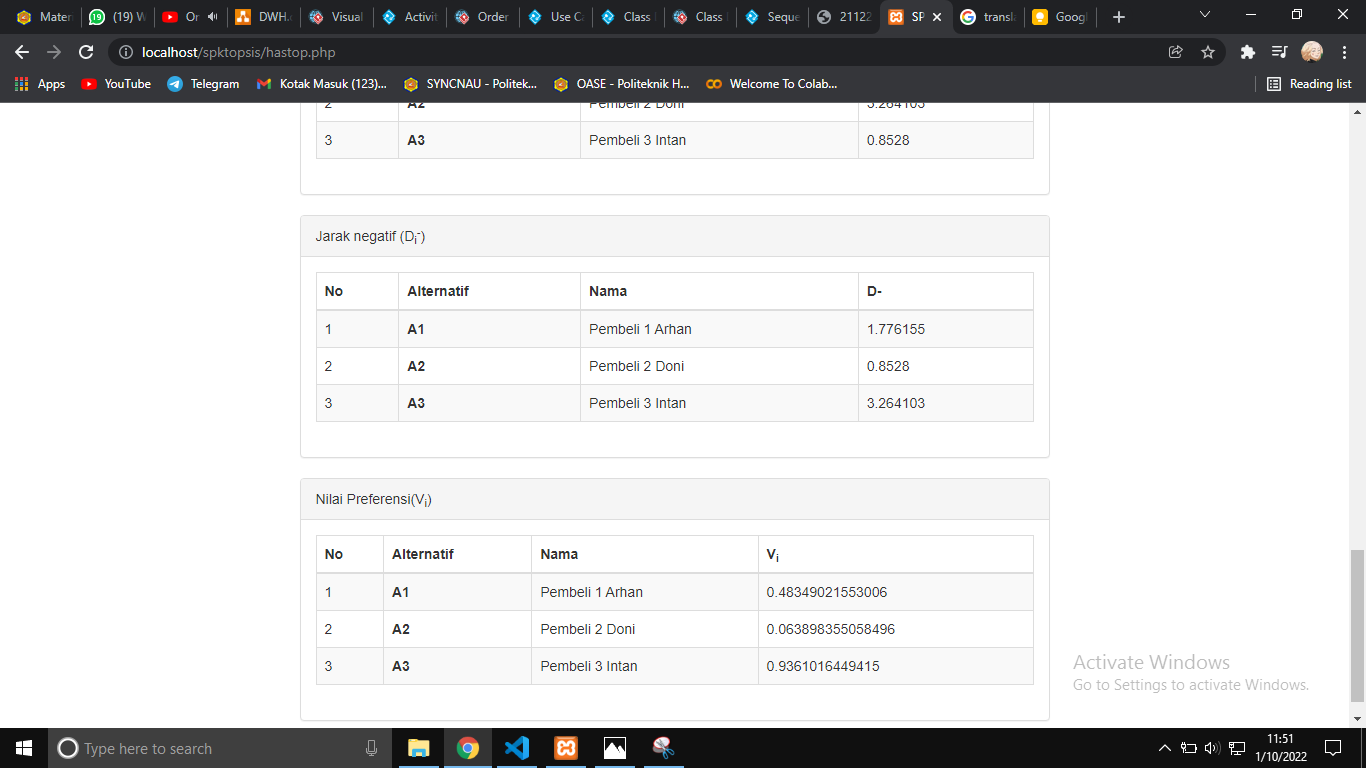 Mater
(19) W
Or
DWH.
Visual
Activit
Order
Use Ca
Class
Class
Seque
21122
SP
transl
Googl
localhost/spktopsis/hastop.php
Apps
YouTube
Telegram
Kotak Masuk (123)...
SYNCNAU - Politek...
OASE - Politeknik H...
Welcome To Colab...
Reading list
2 A2 Pembeli 2 Doni 3.264103
3 A3 Pembeli 3 Intan 0.8528
Jarak negatif (Di-)
No Alternatif Nama D-
1 A1 Pembeli 1 Arhan 1.776155
2 A2 Pembeli 2 Doni 0.8528
3 A3 Pembeli 3 Intan 3.264103
Nilai Preferensi(Vi)
No Alternatif Nama Vi
1 A1 Pembeli 1 Arhan 0.48349021553006
2 A2 Pembeli 2 Doni 0.063898355058496
3 A3 Pembeli 3 Intan 0.9361016449415
Activate Windows
Go to Settings to activate Windows.
Type here to search
11:51
1/10/2022